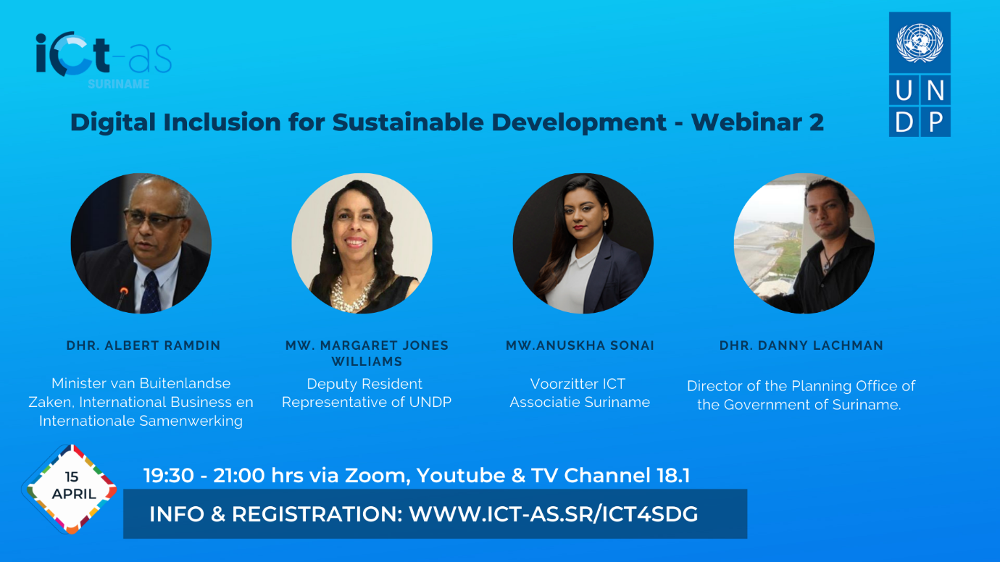 ict-as
SURINAME
U N
D P
Digital Inclusion for Sustainable Development - Webinar 2
DHR. ALBERT RAMDIN
Minister van Buitenlandse
Zaken, International Business en
Internationale Samenwerking
MW. MARGARET JONES
WILLIAMS
Deputy Resident
Representative of UNDP
MW.ANUSKHA SONAI
Voorzitter ICT
Associatie Suriname
DHR. DANNY LACHMAN
Director of the Planning Office of
the Government of Suriname.
15
APRIL
19:30 - 21:00 hrs via Zoom, Youtube & TV Channel 18.1
INFO & REGISTRATION: WWW.ICT-AS.SR/ICT4SDG